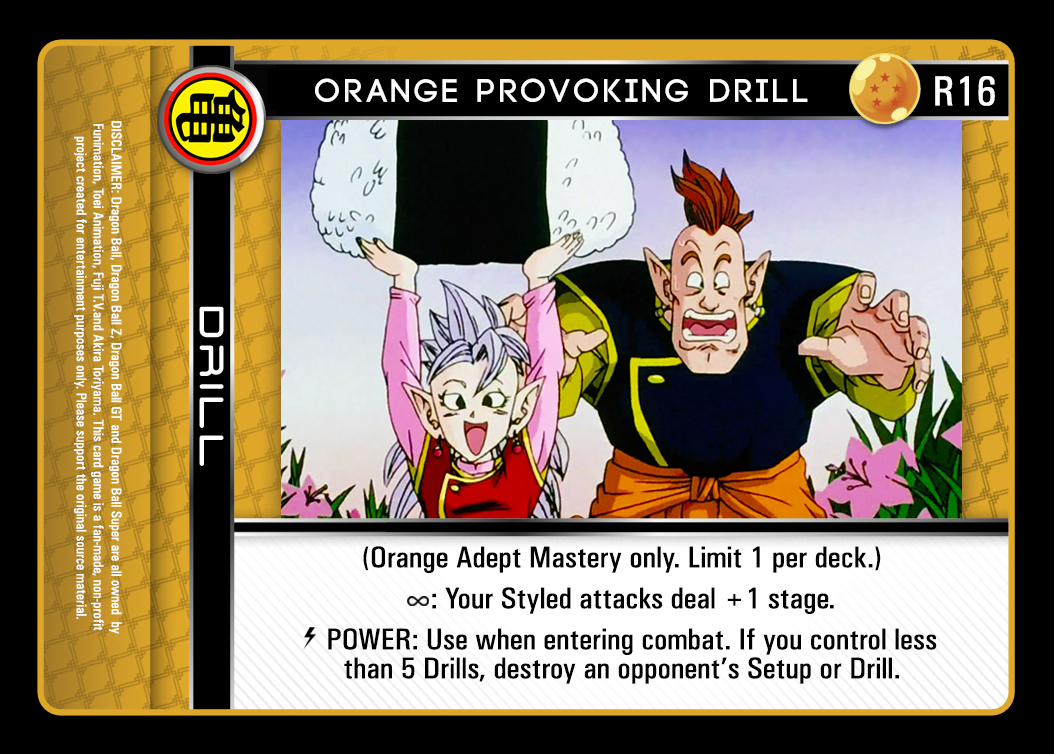 ORANGE PROVOKING DRILL
R16
DRILL
(Orange Adept Mastery only. Limit 1 per deck.)
∞: Your Styled attacks deal +1 stage.
POWER: Use when entering combat. If you control less
than 5 Drills, destroy an opponent's Setup or Drill.
DISCLAIMER: Dragon Ball, Dragon Ball Z, Dragon Ball GT and Dragon Ball Super are all owned by
Funimation, Toei Animation, Fuji T.V.and Akira Toriyama. This card game is a fan-made, non-profit
project created for entertainment purposes only. Please support the original source material.